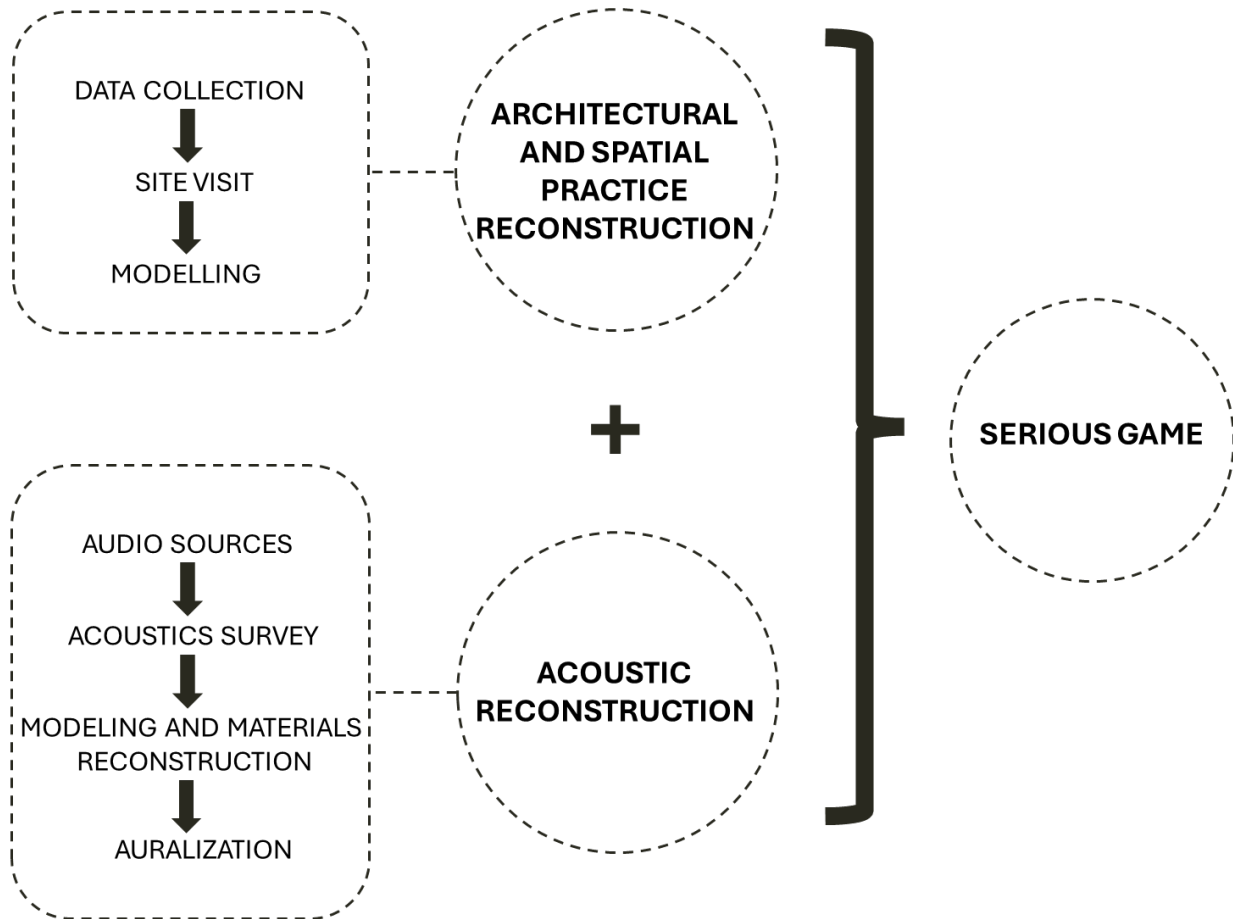 DATA COLLECTION
SITE VISIT
MODELLING
ARCHITECTURAL
AND SPATIAL
PRACTICE
RECONSTRUCTION
+
AUDIO SOURCES
ACOUSTICS SURVEY
MODELING AND MATERIALS
RECONSTRUCTION
AURALIZATION
ACOUSTIC
RECONSTRUCTION
SERIOUS GAME